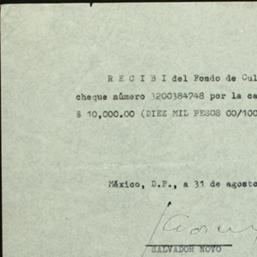 R E C I B I del Fondo de Cul
cheque número 3200384748 por la ca
$ 10,000.00 (DIEZ MIL PESOS 00/100
México, D.F., a 31 de agosto
SALVADOR NOVO